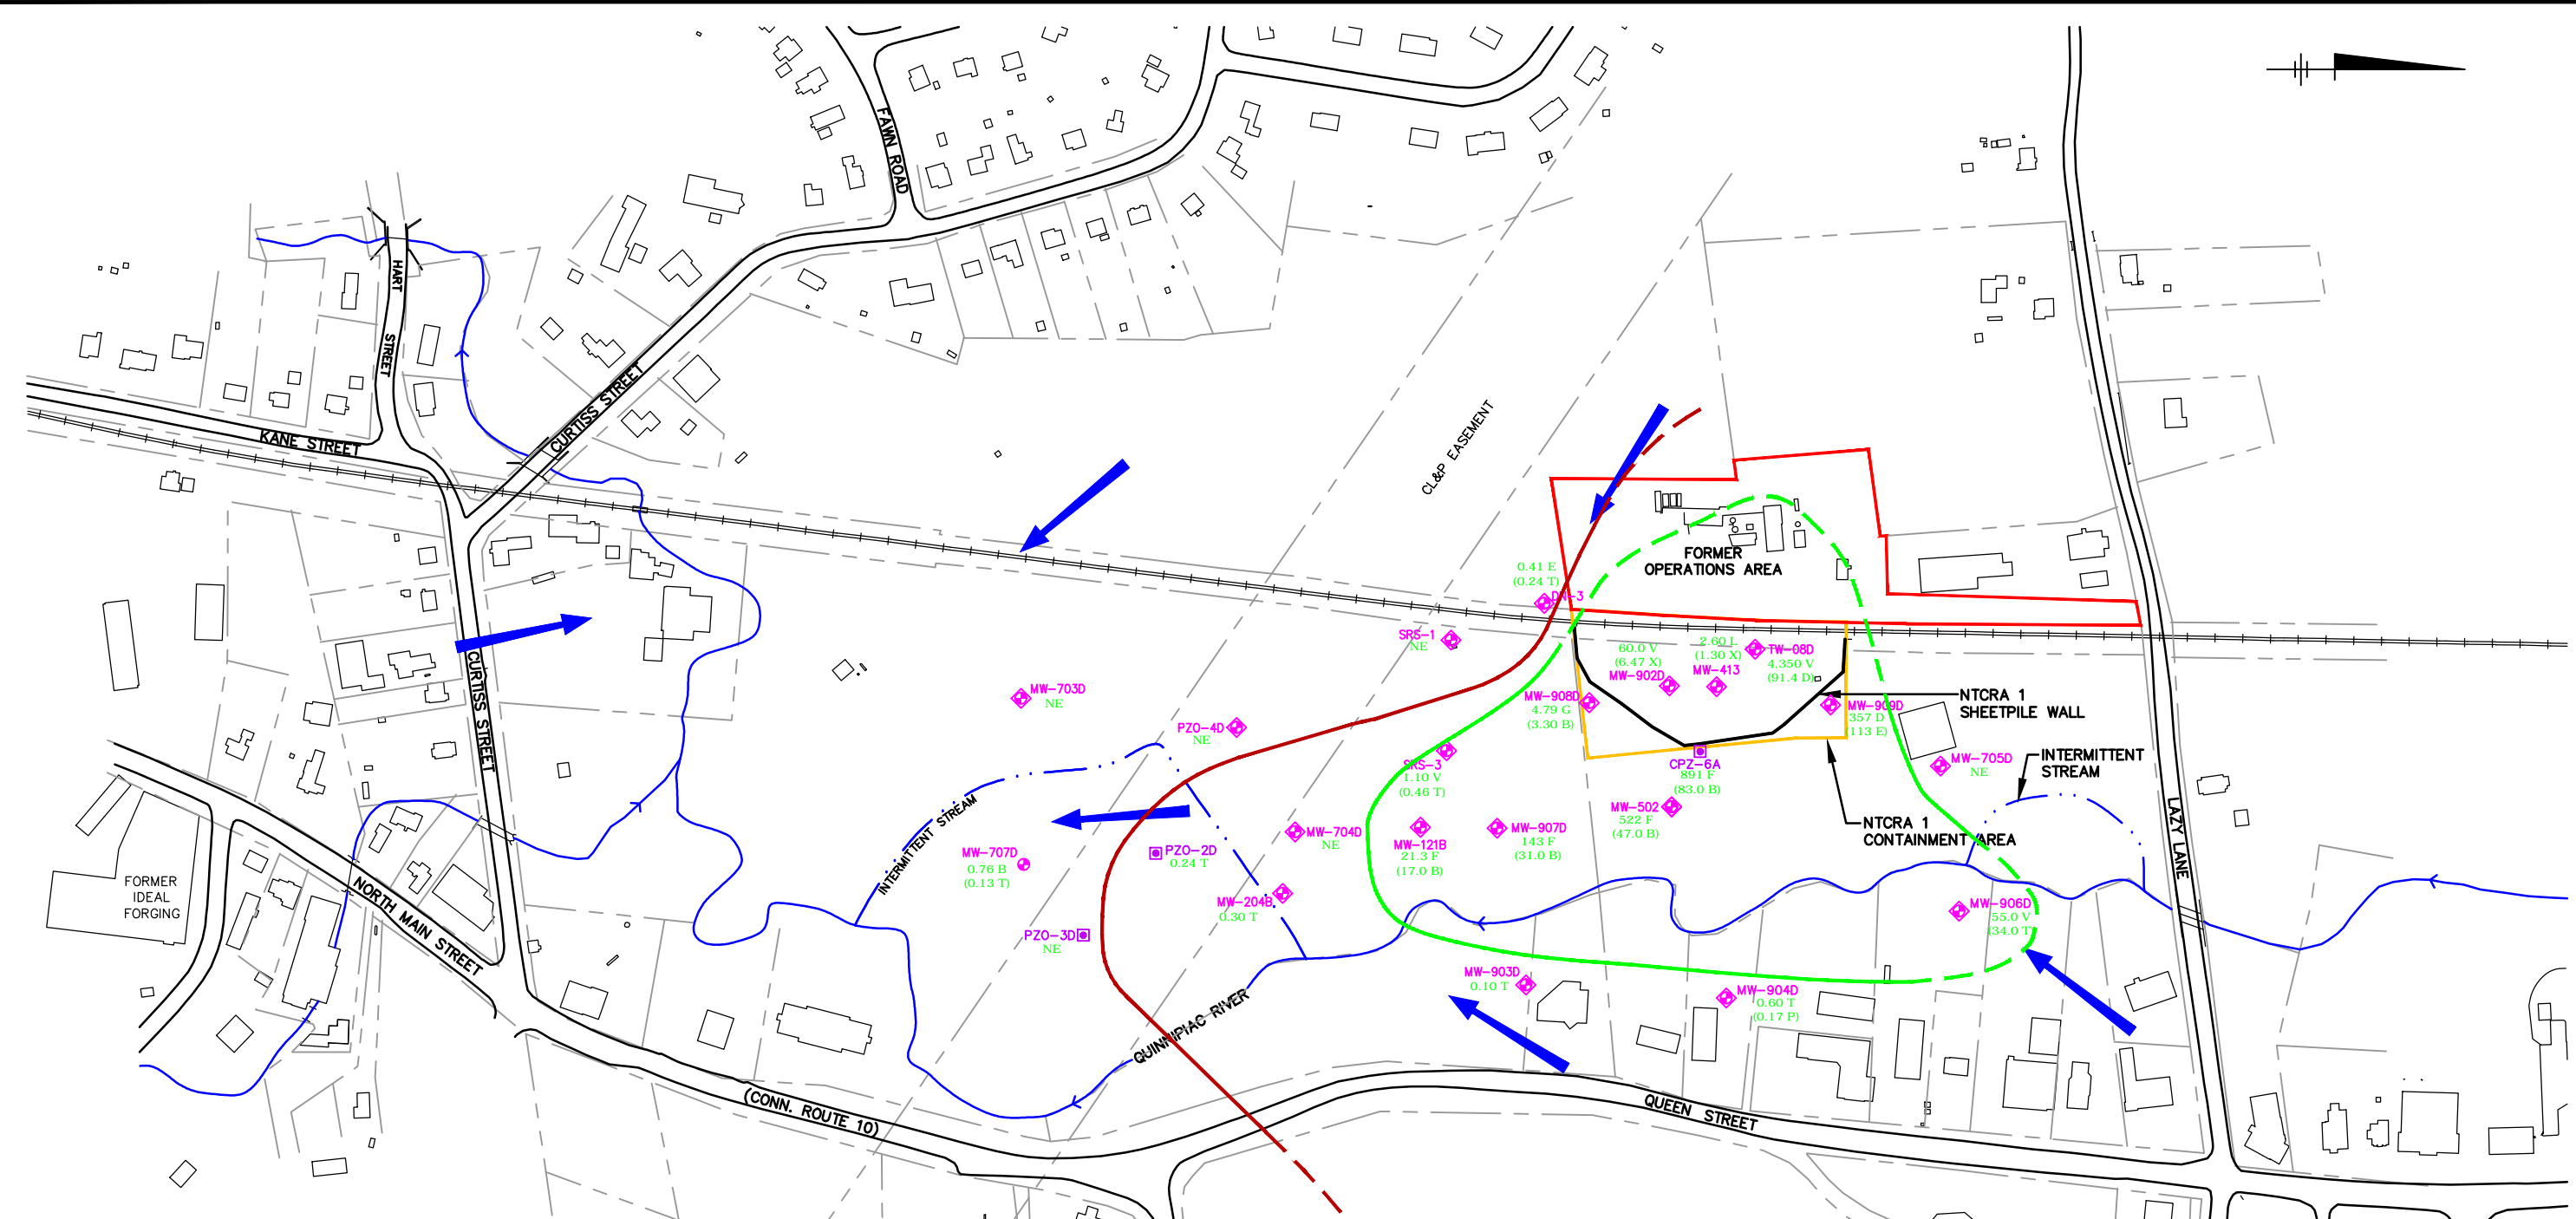 FAWN ROAD
HART
STREET
CURTISS STREET
KANE STREET
CL&P EASEMENT
FORMER
OPERATIONS AREA
0.41 E
(0.24 T)
DN-3
SRS-1
NE
60.0 V
(6.47 X)
MW-902D
2.60 L
(1.30 X)
MW-413
TW-08D
4,350 V
(91.4 D)
MW-703D
NE
PZO-4D
NE
MW-908D
4.79 G
(3.30 B)
MW-909D
357 D
(113 E)
NTCRA 1
SHEETPILE WALL
CURTISS STREET
SRS-3
1.10 V
(0.46 T)
CPZ-6A
891 F
(83.0 B)
MW-705D
NE
INTERMITTENT
STREAM
INTERMITTENT STREAM
MW-502
522 F
(47.0 B)
NTCRA 1
CONTAINMENT AREA
LAZY LANE
MW-704D
NE
MW-121B
21.3 F
(17.0 B)
MW-907D
143 F
(31.0 B)
MW-707D
0.76 B
(0.13 T)
PZO-2D
0.24 T
FORMER
IDEAL
FORGING
NORTH MAIN STREET
MW-204B
0.30 T
MW-906D
55.0 V
(34.0 T)
PZO-3D
NE
MW-903D
0.10 T
MW-904D
0.60 T
(0.17 P)
QUINNIPIAC RIVER
(CONN. ROUTE 10)
QUEEN STREET